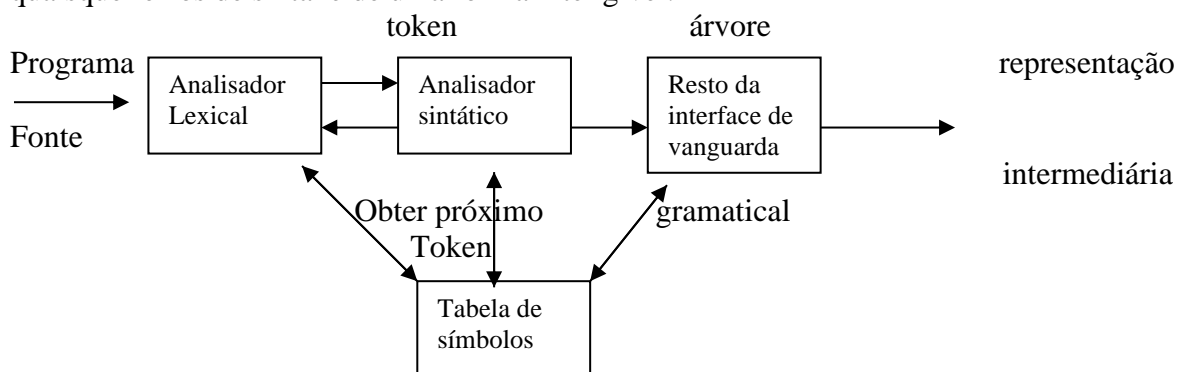 token árvore
Programa
Fonte
Analisador
Lexical
Analisador
sintático
Resto da
interface de
vanguarda
representação
intermediária
Obter próximo
Token
gramatical
Tabela de
símbolos